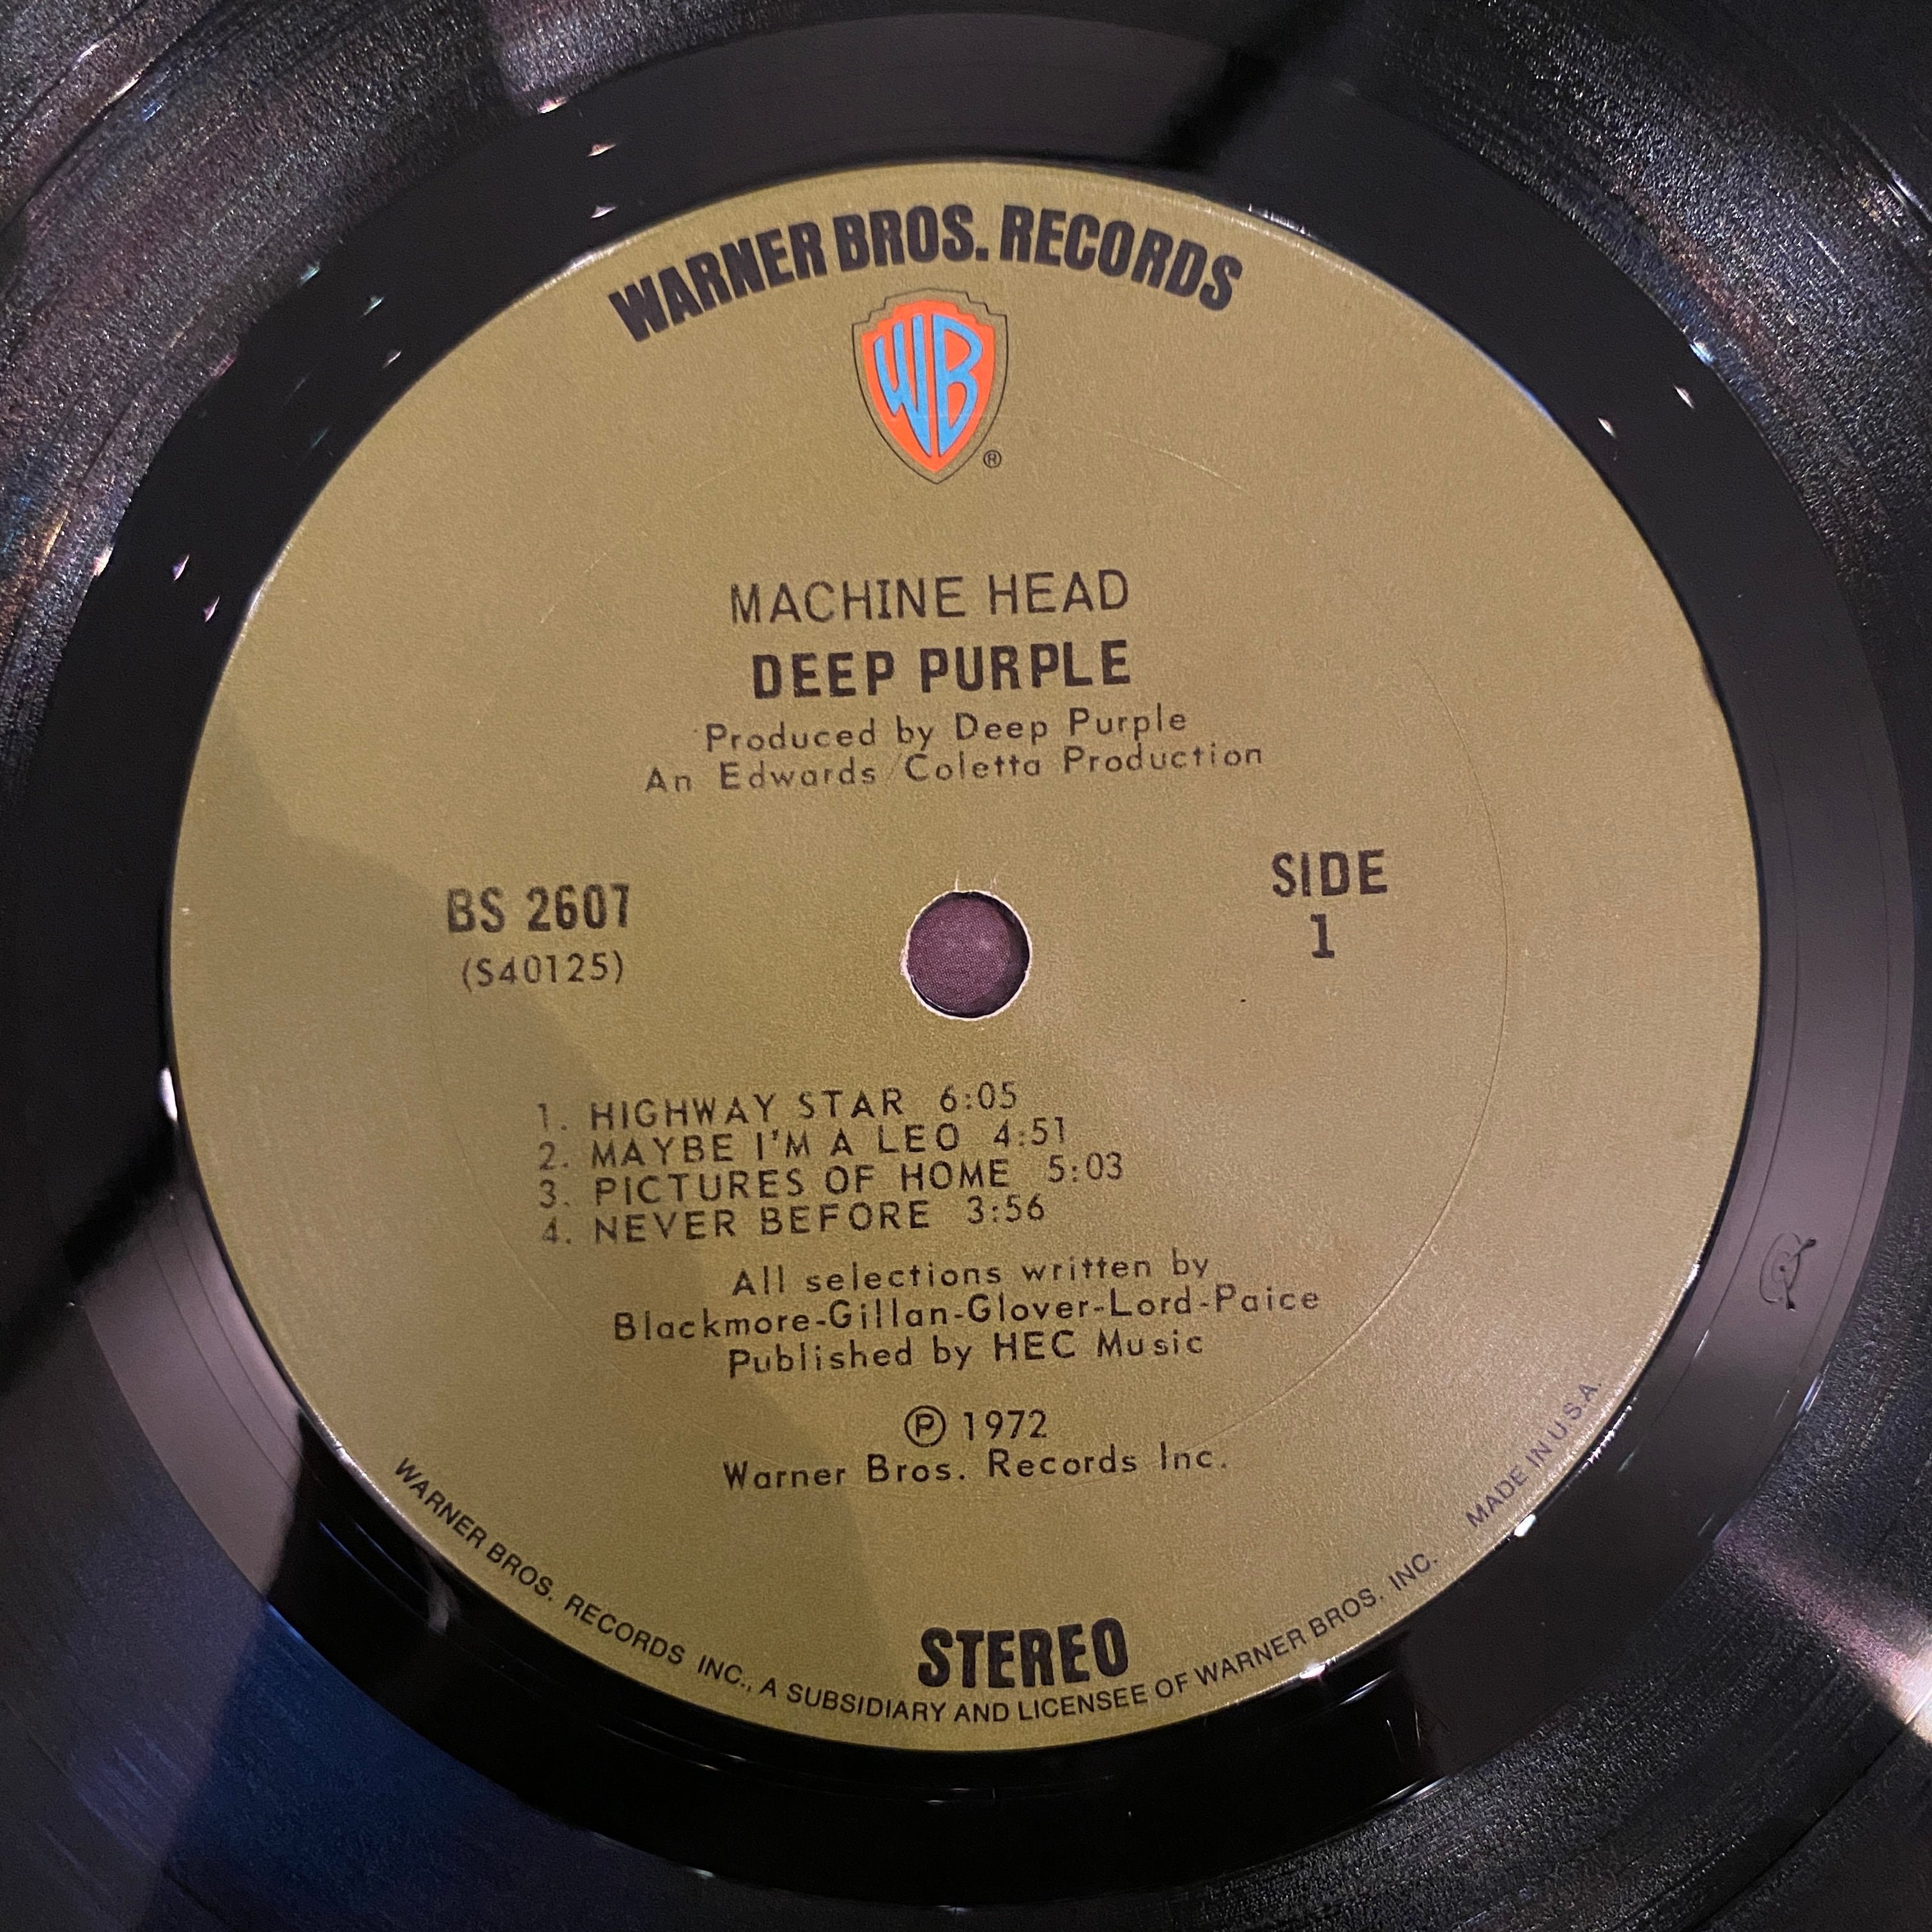 WARNER BROS. RECORDS
WB
®
MACHINE HEAD
DEEP PURPLE
Produced by Deep Purple
An Edwards/Coletta Production
BS 2607
(S40125)
SIDE
1
1. HIGHWAY STAR 6:05
2. MAYBE I'M A LEO 4:51
3. PICTURES OF HOME 5:03
4. NEVER BEFORE 3:56
All selections written by
Blackmore-Gillan-Glover-Lord-Paice
Published by HEC Music
Ⓟ 1972
Warner Bros. Records Inc.
STEREO
WARNER BROS. RECORDS INC., A SUBSIDIARY AND LICENSEE OF WARNER BROS. INC. MADE IN U.S.A.